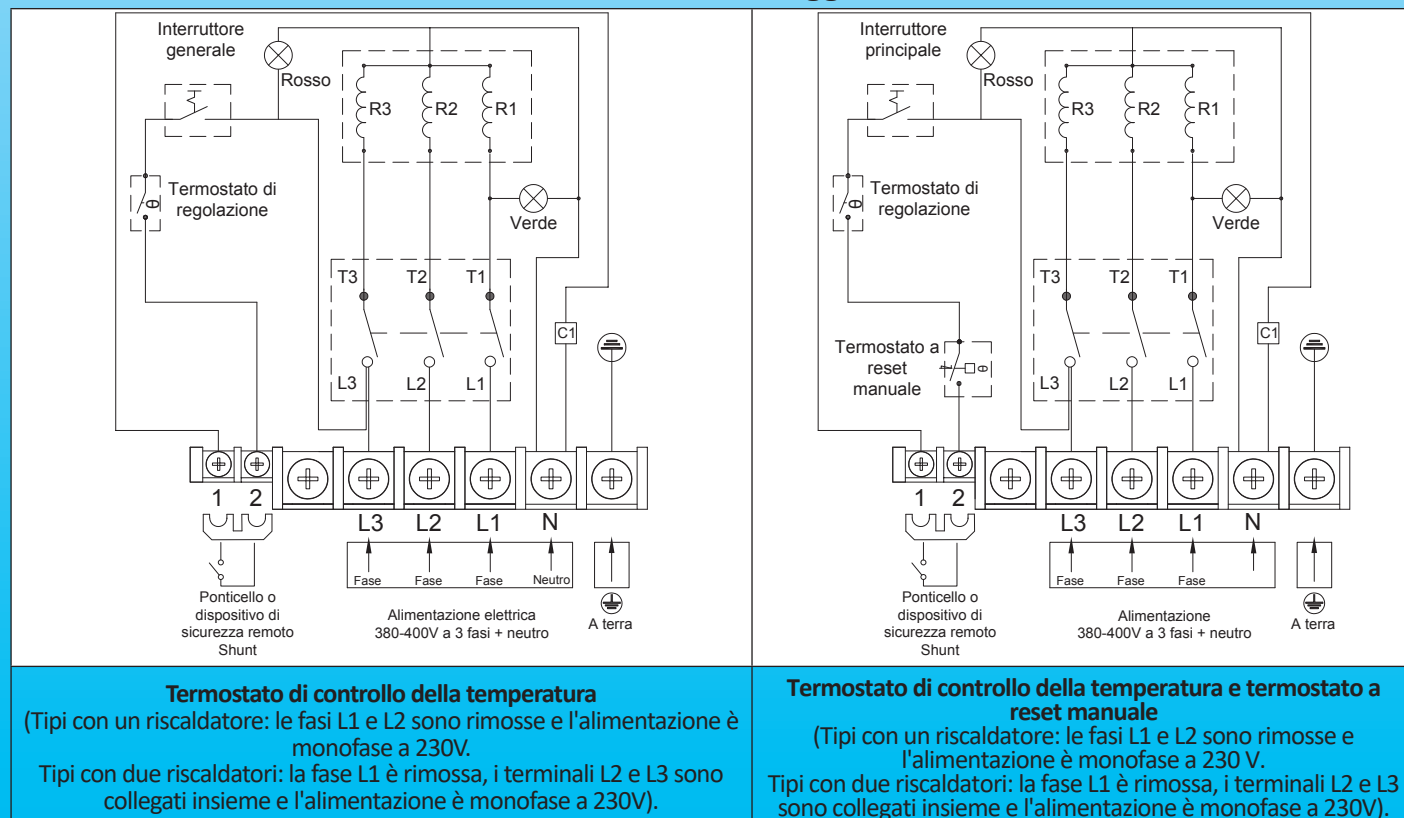 Interruttore
generale
Rosso
R3
R2
R1
Termostato di
regolazione
θ
Verde
T3
T2
T1
C1
L3
L2
L1
1
2
L3
L2
L1
N
Fase
Fase
Fase
Neutro
Ponticello o
dispositivo di
sicurezza remoto
Shunt
Alimentazione elettrica
380-400V a 3 fasi + neutro
A terra
Termostato di controllo della temperatura
(Tipi con un riscaldatore: le fasi L1 e L2 sono rimosse e l'alimentazione è
monofase a 230V.
Tipi con due riscaldatori: la fase L1 è rimossa, i terminali L2 e L3 sono
collegati insieme e l'alimentazione è monofase a 230V).
Interruttore
principale
Rosso
R3
R2
R1
Termostato di
regolazione
θ
Verde
T3
T2
T1
C1
Termostato a
reset
manuale
θ
L3
L2
L1
1
2
L3
L2
L1
N
Fase
Fase
Fase
Ponticello o
dispositivo di
sicurezza remoto
Shunt
Alimentazione
380-400V a 3 fasi + neutro
A terra
Termostato di controllo della temperatura e termostato a
reset manuale
(Tipi con un riscaldatore: le fasi L1 e L2 sono rimosse e
l'alimentazione è monofase a 230 V.
Tipi con due riscaldatori: la fase L1 è rimossa, i terminali L2 e L3
sono collegati insieme e l'alimentazione è monofase a 230V).